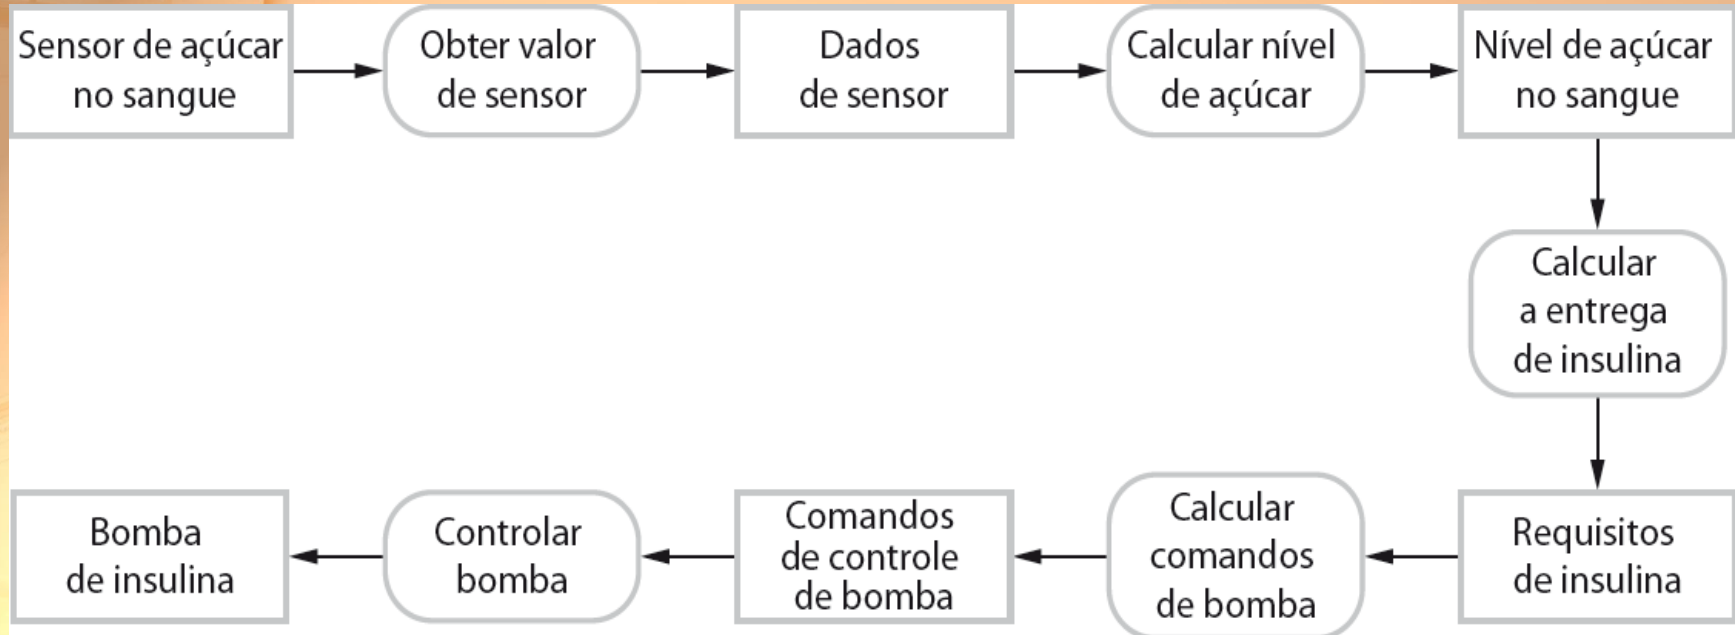 Sensor de açúcar
no sangue
Obter valor
de sensor
Dados
de sensor
Calcular nível
de açúcar
Nível de açúcar
no sangue
Calcular
a entrega
de insulina
Requisitos
de insulina
Calcular
comandos
de bomba
Comandos
de controle
de bomba
Controlar
bomba
Bomba
de insulina